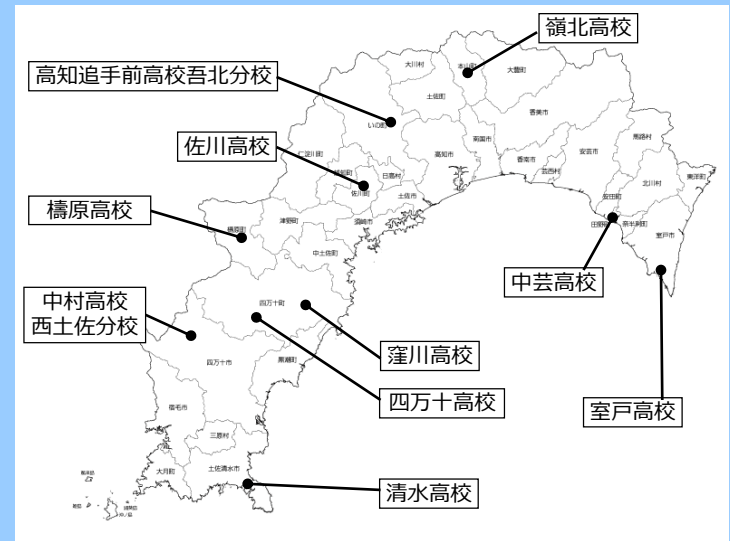 嶺北高校
高知追手前高校吾北分校
佐川高校
檮原高校
中村高校
西土佐分校
中芸高校
窪川高校
四万十高校
室戸高校
清水高校
大川村
本山町
土佐町
大豊町
いの町
香美市
仁淀川町
高知市
南国市
馬路村
越知町
日高村
香南市
安芸市
芸西村
北川村
東洋町
佐川町
土佐市
安田町
檮原町
津野町
須崎市
奈半利町
室戸市
中土佐町
四万十町
四万十市
黒潮町
宿毛市
三原村
大月町
土佐清水市